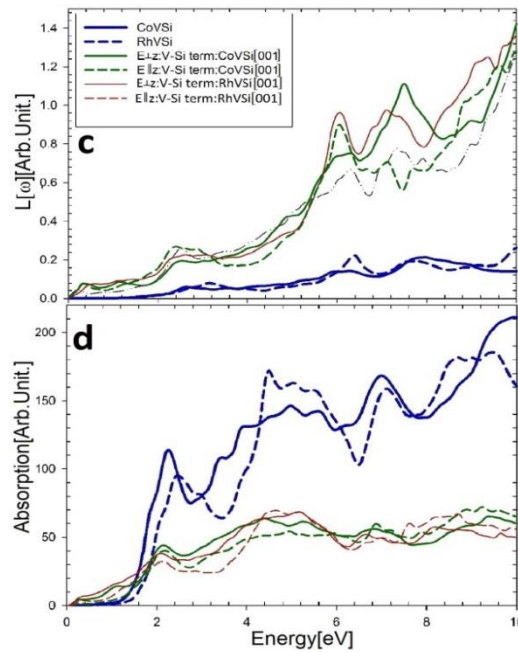 CoVSi
RhVSi
E⊥z:V-Si term:CoVSi[001]
E∥z:V-Si term:CoVSi[001]
E⊥z:V-Si term:RhVSi[001]
E∥z:V-Si term:RhVSi[001]
c
L[ω][Arb.Unit.]
1.4
1.2
1.0
0.8
0.6
0.4
0.2
0.0
d
Absorption[Arb.Unit.]
200
150
100
50
0
0 2 4 6 8 10
Energy[eV]